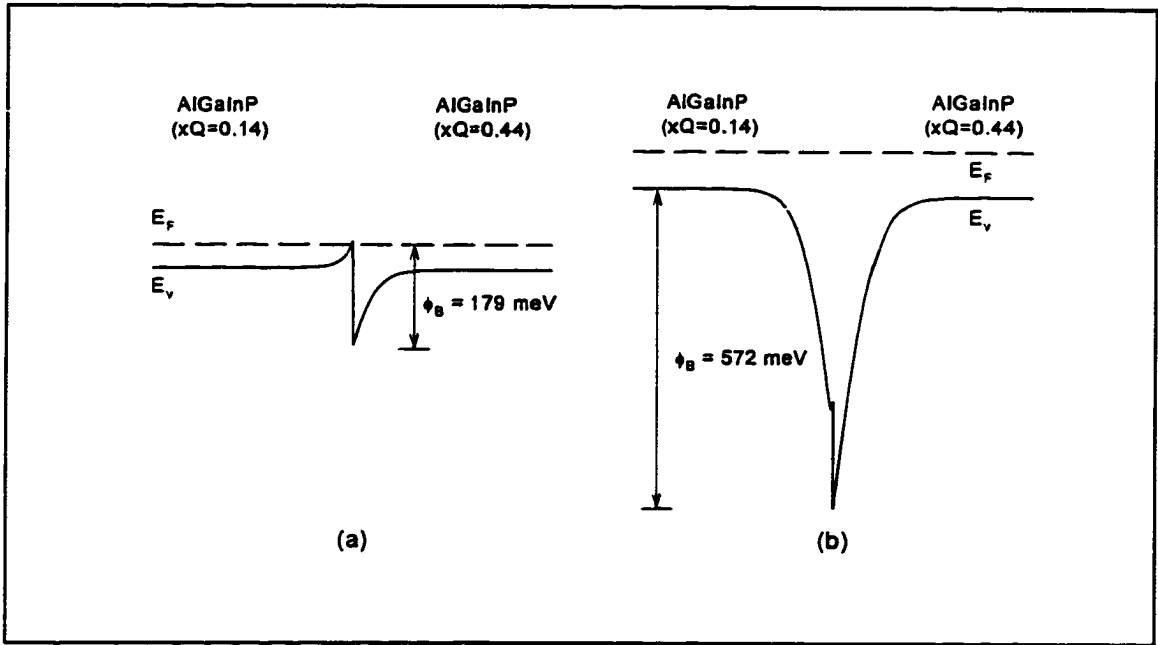 AlGaInP
(xQ=0.14)
AlGaInP
(xQ=0.44)
E_F
E_v
ϕ_B = 179 meV
(a)
AlGaInP
(xQ=0.14)
AlGaInP
(xQ=0.44)
E_F
E_v
ϕ_B = 572 meV
(b)